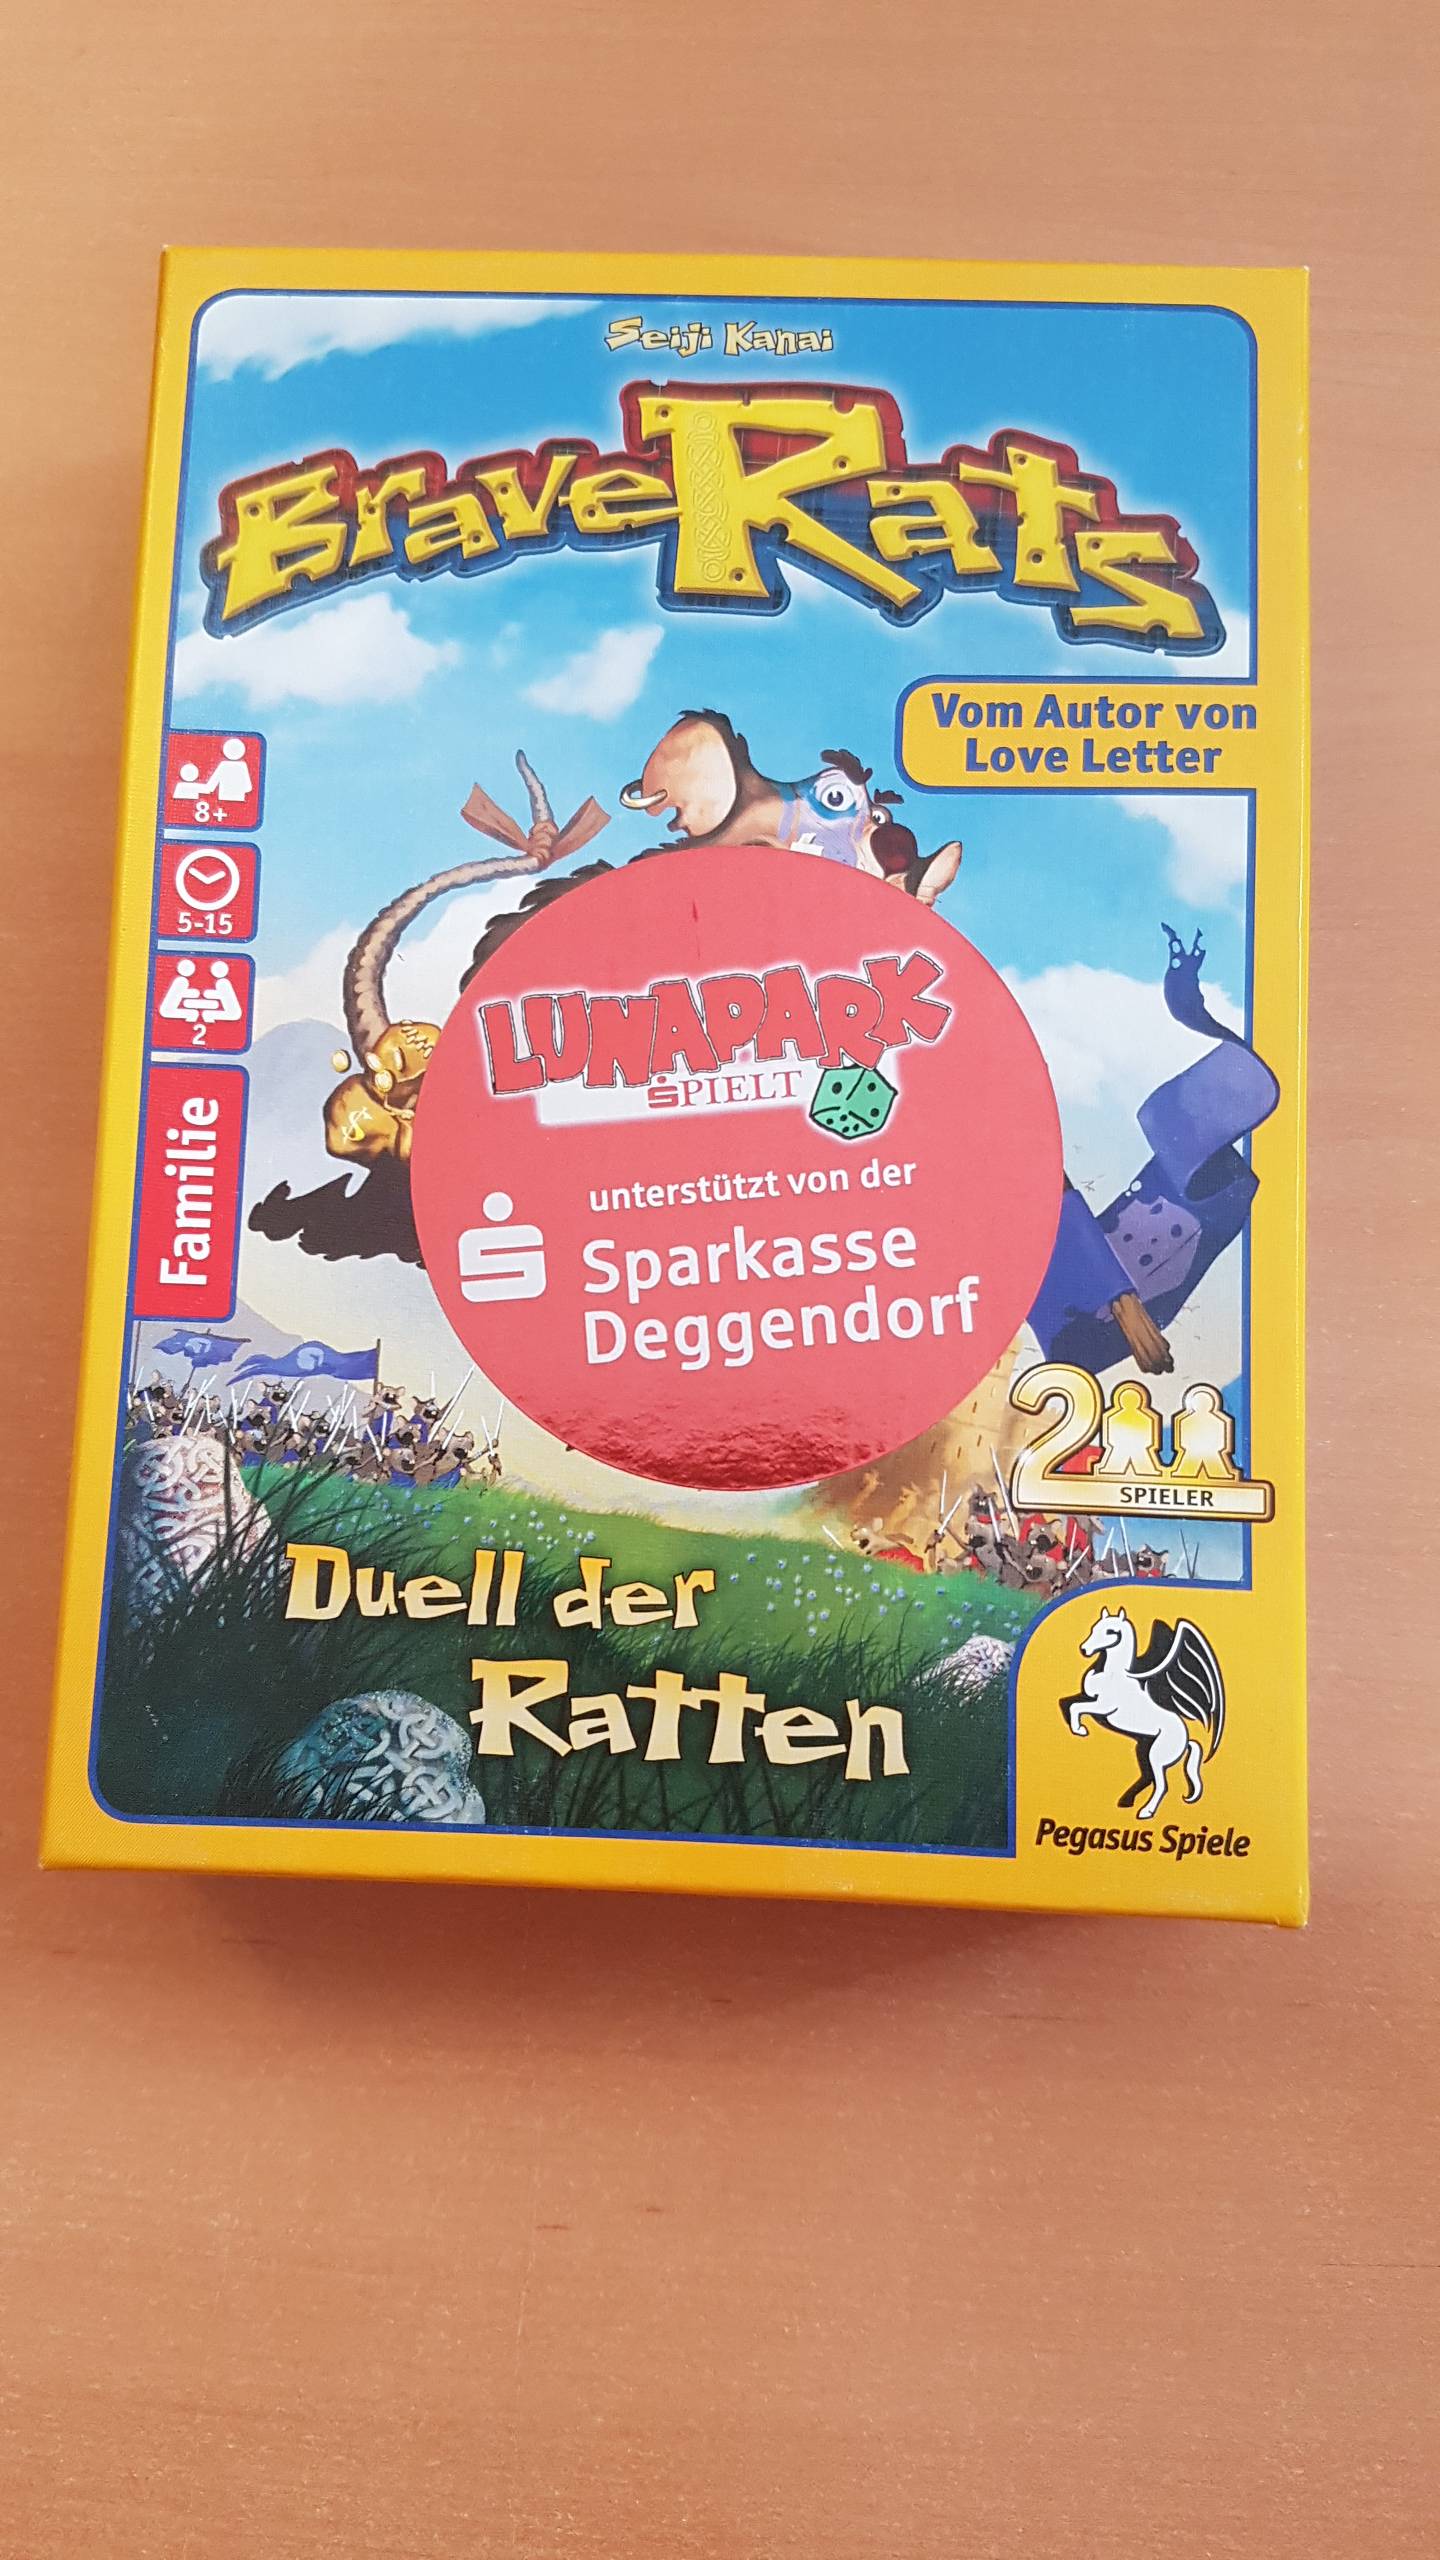 Seiji Kanai
BraveRats
Vom Autor von
Love Letter
8+
5-15
2
Familie
LUNAPARK
SPIELT
unterstützt von der
Sparkasse
Deggendorf
2
SPIELER
Duell der
Ratten
Pegasus Spiele